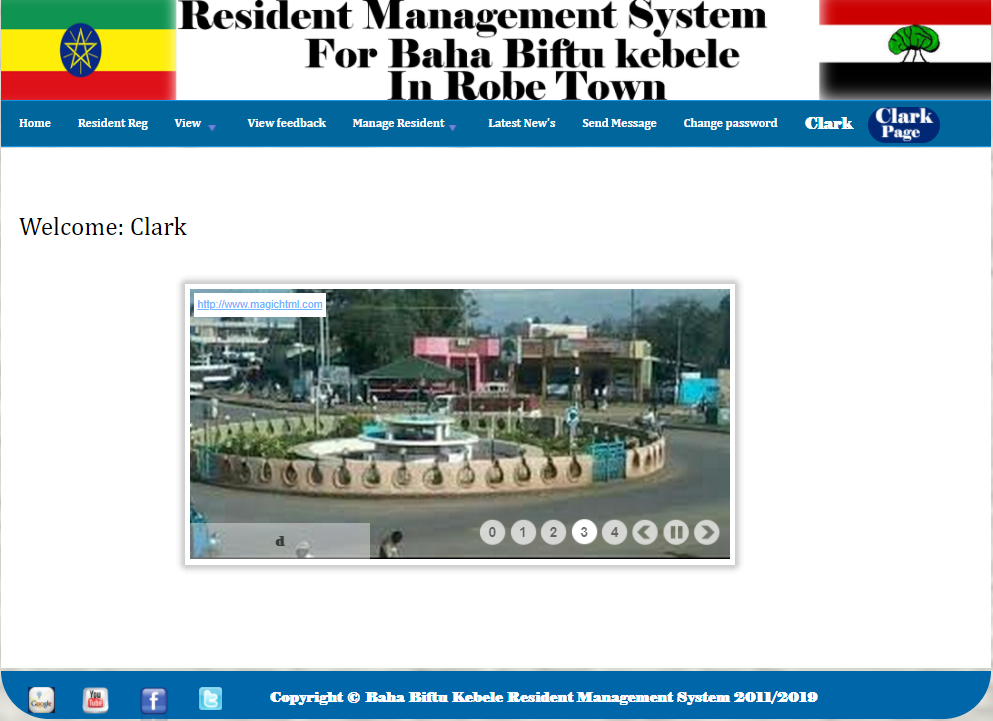 Resident Management System
For Baha Biftu kebele
In Robe Town
Home Resident Reg View View feedback Manage Resident Latest New's Send Message Change password Clark Clark Page
Welcome: Clark
http://www.magichtml.com
d
0 1 2 3 4
Google You Tube f t
Copyright © Baha Biftu Kebele Resident Management System 2011/2019